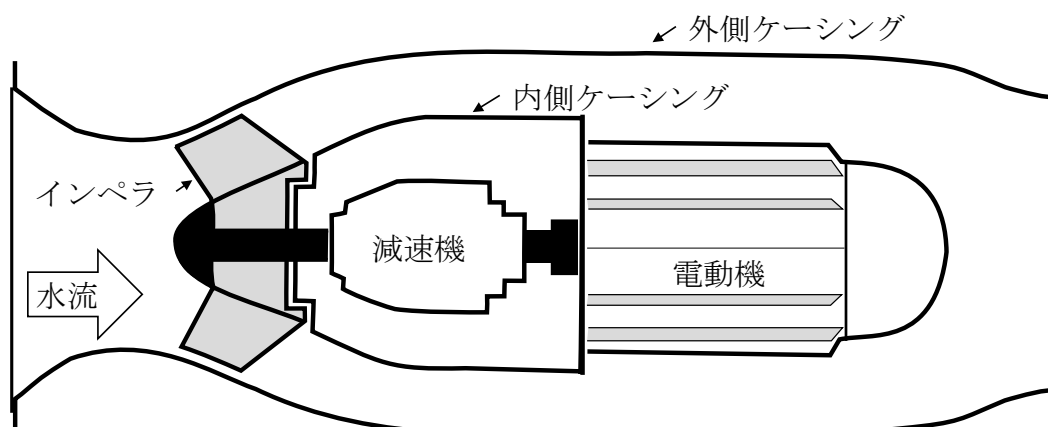 外側ケーシング
内側ケーシング
インペラ
減速機
電動機
水流